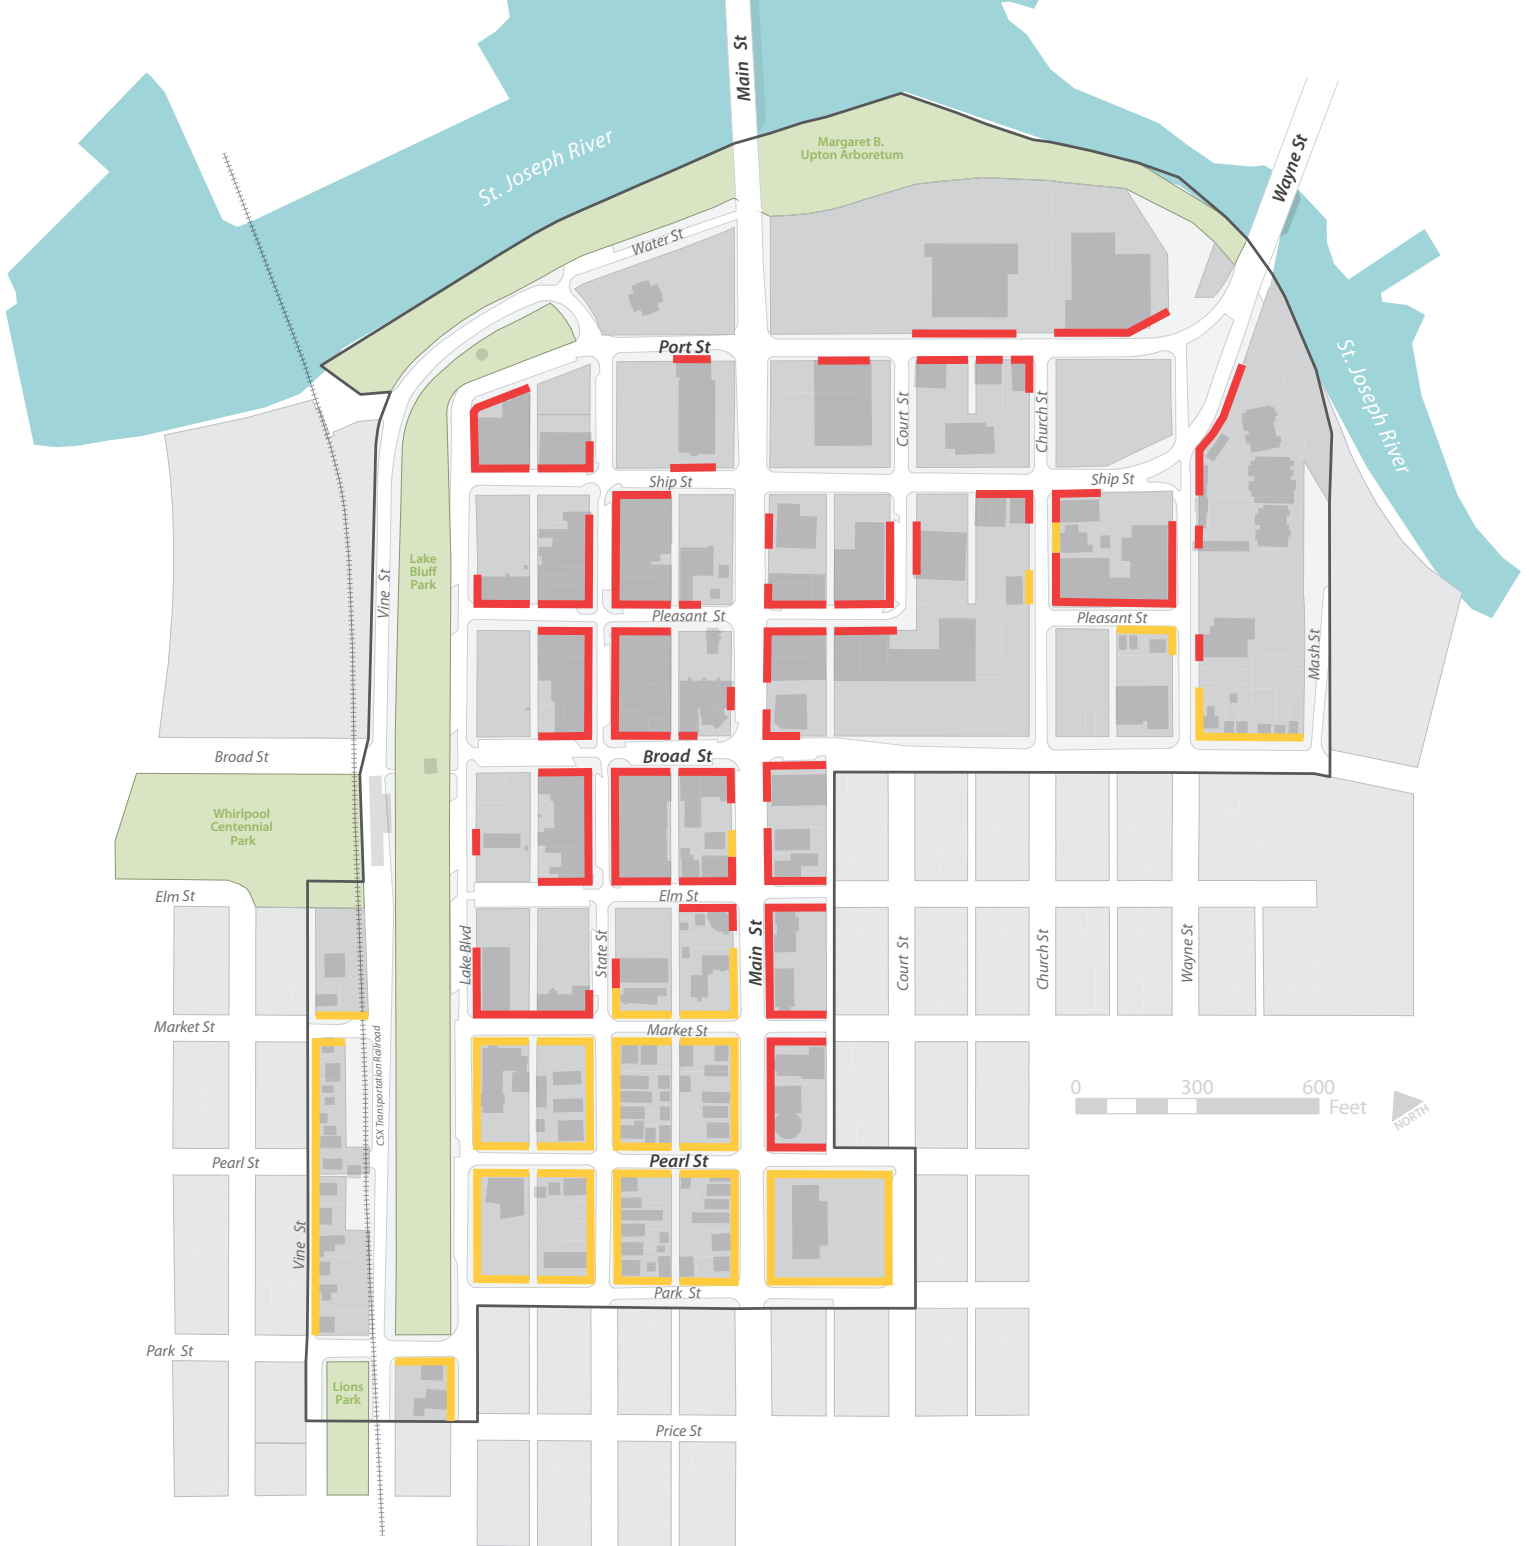 Main St
St. Joseph River
Margaret B.
Upton Arboretum
Wayne St
Water St
Port St
St. Joseph River
Court St
Church St
Ship St
Ship St
Lake
Bluff
Park
Vine St
Pleasant St
Pleasant St
Mash St
Broad St
Broad St
Whirlpool
Centennial
Park
Elm St
Elm St
Lake Blvd
State St
Main St
Court St
Church St
Wayne St
Market St
Market St
CSX Transportation Railroad
0 300 600
Feet
NORTH
Pearl St
Pearl St
Vine St
Park St
Park St
Lions
Park
Price St